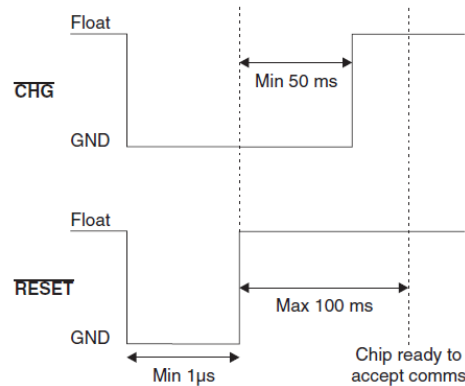 Float
Min 50 ms
CHG
GND
Float
RESET
Max 100 ms
GND
Min 1µs
Chip ready to
accept comms